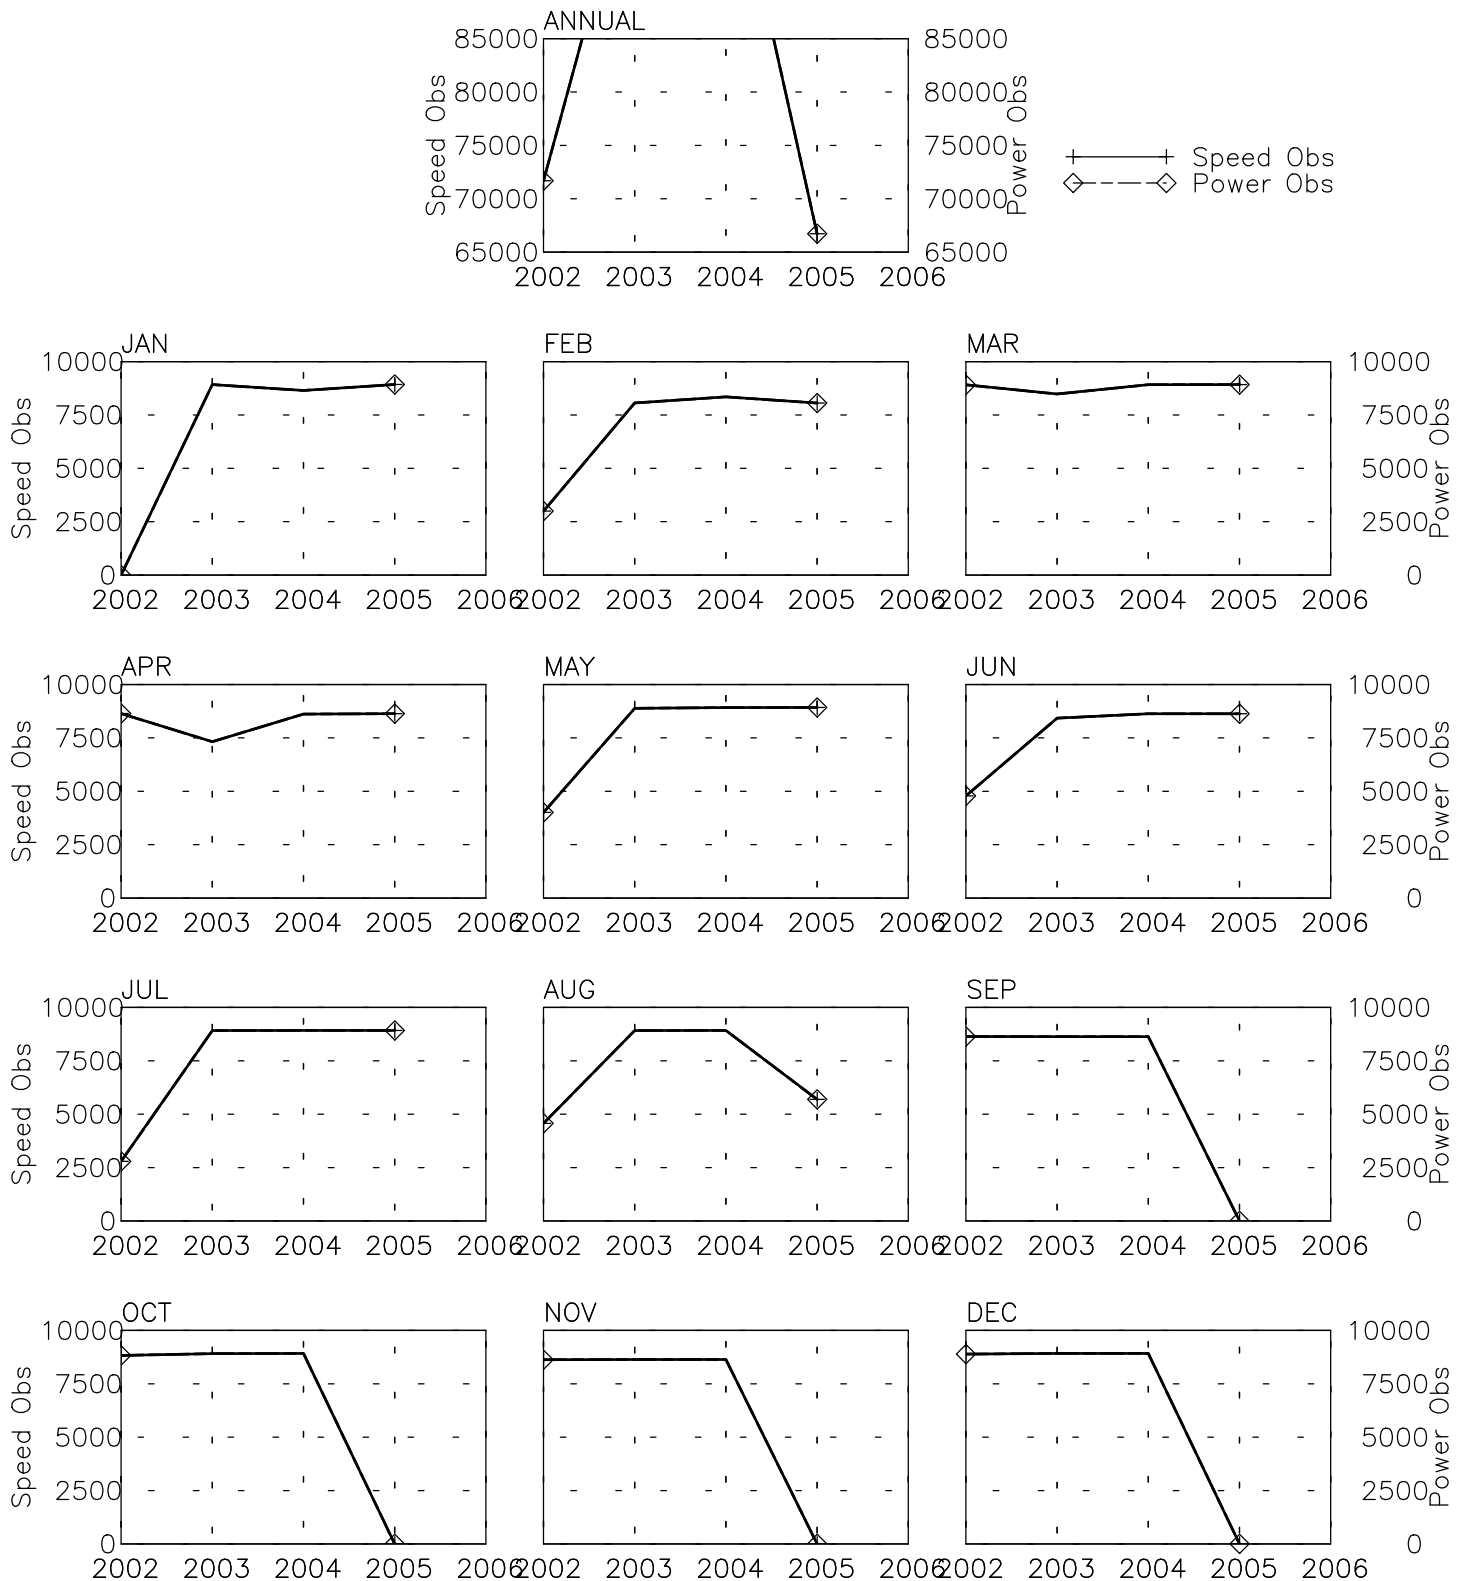 ANNUAL
85000 85000
80000 80000
75000 75000
70000 70000
65000 65000
Speed Obs
Power Obs
2002 2003 2004 2005 2006
Speed Obs
Power Obs
JAN FEB MAR
10000 10000
7500 7500
5000 5000
2500 2500
0 0
Speed Obs
Power Obs
2002 2003 2004 2005 2006 2002 2003 2004 2005 2006 2002 2003 2004 2005 2006
APR MAY JUN
10000 10000
7500 7500
5000 5000
2500 2500
0 0
Speed Obs
Power Obs
2002 2003 2004 2005 2006 2002 2003 2004 2005 2006 2002 2003 2004 2005 2006
JUL AUG SEP
10000 10000
7500 7500
5000 5000
2500 2500
0 0
Speed Obs
Power Obs
2002 2003 2004 2005 2006 2002 2003 2004 2005 2006 2002 2003 2004 2005 2006
OCT NOV DEC
10000 10000
7500 7500
5000 5000
2500 2500
0 0
Speed Obs
Power Obs
2002 2003 2004 2005 2006 2002 2003 2004 2005 2006 2002 2003 2004 2005 2006